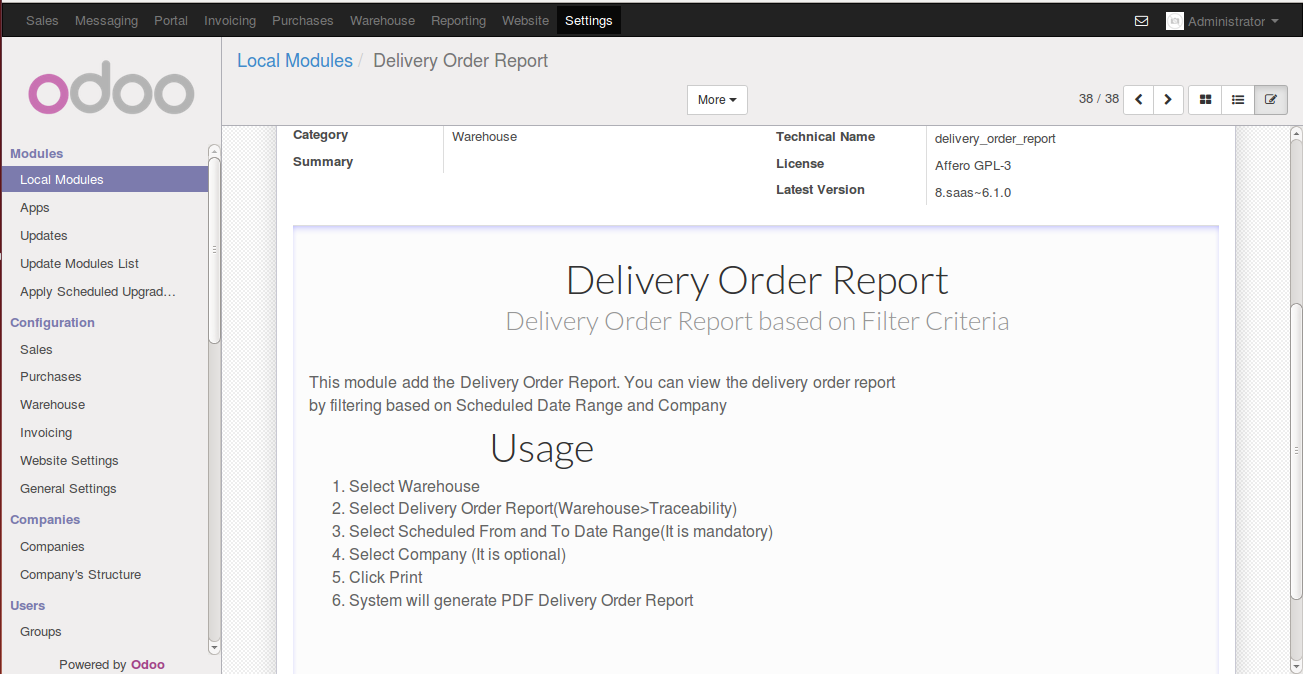 Sales Messaging Portal Invoicing Purchases Warehouse Reporting Website Settings Administrator
odoo
Modules
Local Modules
Apps
Updates
Update Modules List
Apply Scheduled Upgrad...
Configuration
Sales
Purchases
Warehouse
Invoicing
Website Settings
General Settings
Companies
Companies
Company's Structure
Users
Groups
Powered by Odoo
Local Modules / Delivery Order Report
More
38 / 38
Category Warehouse
Summary
Technical Name delivery_order_report
License Affero GPL-3
Latest Version 8.saas~6.1.0
Delivery Order Report
Delivery Order Report based on Filter Criteria
This module add the Delivery Order Report. You can view the delivery order report
by filtering based on Scheduled Date Range and Company
Usage
1. Select Warehouse
2. Select Delivery Order Report(Warehouse>Traceability)
3. Select Scheduled From and To Date Range(It is mandatory)
4. Select Company (It is optional)
5. Click Print
6. System will generate PDF Delivery Order Report